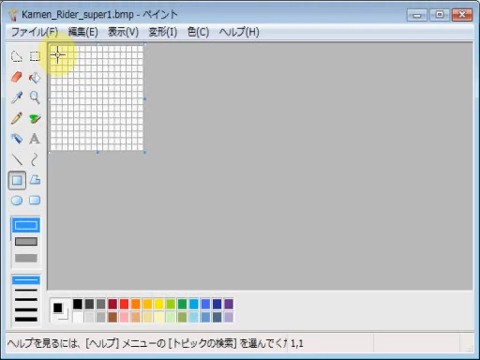 Kamen_Rider_super1.bmp - ペイント
ファイル(F) 編集(E) 表示(V) 変形(I) 色(C) ヘルプ(H)
A
ヘルプを見るには、[ヘルプ] メニューの [トピックの検索] を選んでくた 1,1